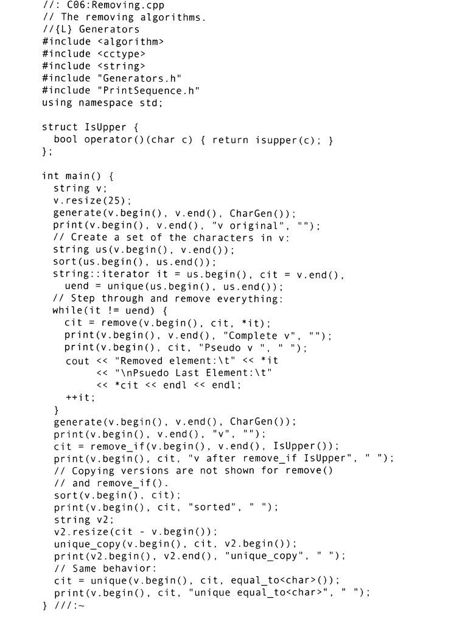 //: C06:Removing.cpp
// The removing algorithms.
//{L} Generators
#include <algorithm>
#include <cctype>
#include <string>
#include "Generators.h"
#include "PrintSequence.h"
using namespace std;

struct IsUpper {
  bool operator()(char c) { return isupper(c); }
};

int main() {
  string v;
  v.resize(25);
  generate(v.begin(), v.end(), CharGen());
  print(v.begin(), v.end(), "v original", "");
  // Create a set of the characters in v:
  string us(v.begin(), v.end());
  sort(us.begin(), us.end());
  string::iterator it = us.begin(), cit = v.end(),
    uend = unique(us.begin(), us.end());
  // Step through and remove everything:
  while(it != uend) {
    cit = remove(v.begin(), cit, *it);
    print(v.begin(), v.end(), "Complete v", "");
    print(v.begin(), cit, "Pseudo v ", " ");
    cout << "Removed element:\t" << *it
         << "\nPsuedo Last Element:\t"
         << *cit << endl << endl;
    ++it;
  }
  generate(v.begin(), v.end(), CharGen());
  print(v.begin(), v.end(), "v", "");
  cit = remove_if(v.begin(), v.end(), IsUpper());
  print(v.begin(), cit, "v after remove_if IsUpper", " ");
  // Copying versions are not shown for remove()
  // and remove_if().
  sort(v.begin(), cit);
  print(v.begin(), cit, "sorted", " ");
  string v2;
  v2.resize(cit - v.begin());
  unique_copy(v.begin(), cit, v2.begin());
  print(v2.begin(), v2.end(), "unique_copy", " ");
  // Same behavior:
  cit = unique(v.begin(), cit, equal_to<char>());
  print(v.begin(), cit, "unique equal_to<char>", " ");
} ///:~